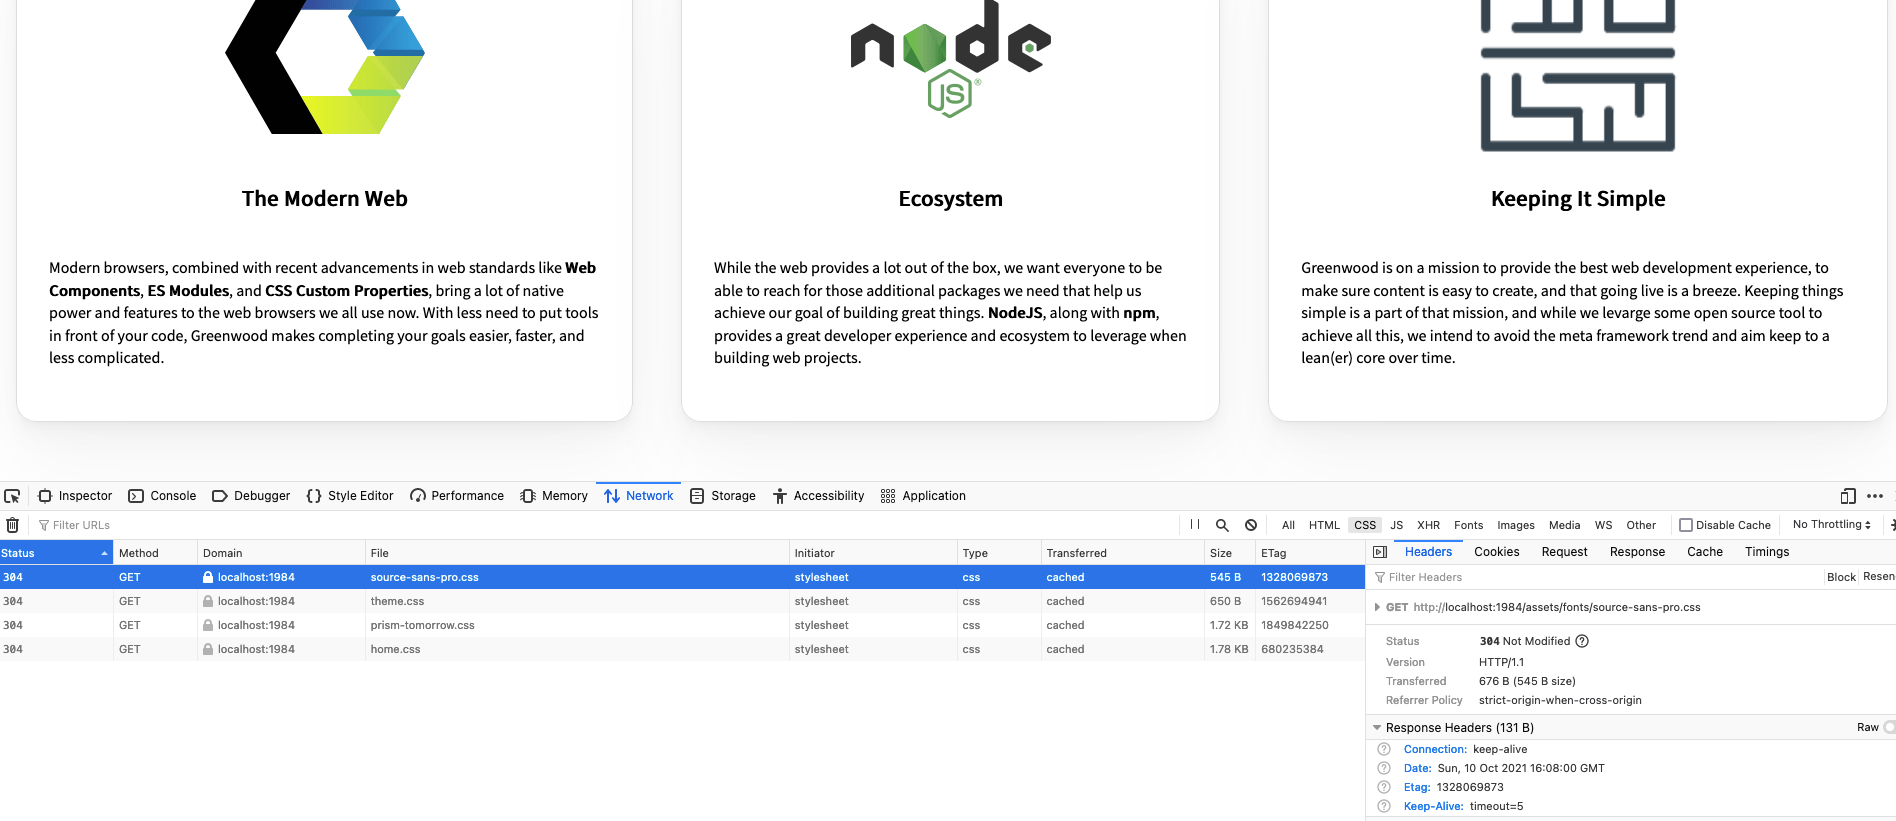 node
JS
The Modern Web
Ecosystem
Keeping It Simple
Modern browsers, combined with recent advancements in web standards like Web
Components, ES Modules, and CSS Custom Properties, bring a lot of native
power and features to the web browsers we all use now. With less need to put tools
in front of your code, Greenwood makes completing your goals easier, faster, and
less complicated.
While the web provides a lot out of the box, we want everyone to be
able to reach for those additional packages we need that help us
achieve our goal of building great things. NodeJS, along with npm,
provides a great developer experience and ecosystem to leverage when
building web projects.
Greenwood is on a mission to provide the best web development experience, to
make sure content is easy to create, and that going live is a breeze. Keeping things
simple is a part of that mission, and while we levarge some open source tool to
achieve all this, we intend to avoid the meta framework trend and aim keep to a
lean(er) core over time.
Inspector Console Debugger Style Editor Performance Memory Network Storage Accessibility Application
Filter URLs All HTML CSS JS XHR Fonts Images Media WS Other Disable Cache No Throttling
Status Method Domain File Initiator Type Transferred Size ETag
304 GET localhost:1984 source-sans-pro.css stylesheet css cached 545 B 1328069873
304 GET localhost:1984 theme.css stylesheet css cached 650 B 1562694941
304 GET localhost:1984 prism-tomorrow.css stylesheet css cached 1.72 KB 1849842250
304 GET localhost:1984 home.css stylesheet css cached 1.78 KB 680235384
Headers Cookies Request Response Cache Timings
Filter Headers Block Resen
GET http://localhost:1984/assets/fonts/source-sans-pro.css
Status 304 Not Modified
Version HTTP/1.1
Transferred 676 B (545 B size)
Referrer Policy strict-origin-when-cross-origin
Response Headers (131 B) Raw
Connection: keep-alive
Date: Sun, 10 Oct 2021 16:08:00 GMT
Etag: 1328069873
Keep-Alive: timeout=5